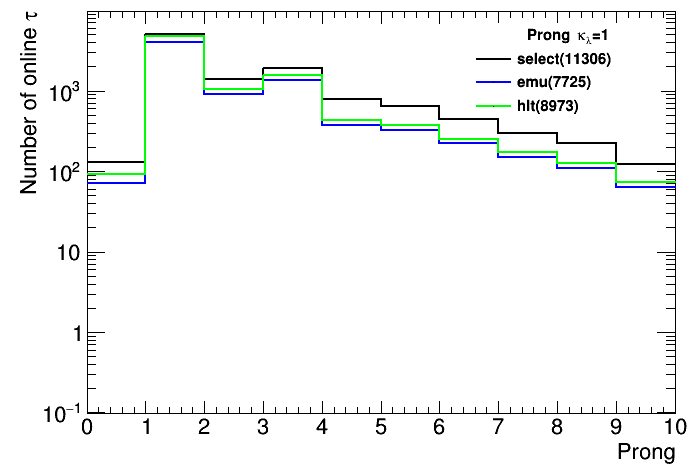 Number of online τ
10³
10²
10
1
10⁻¹
0 1 2 3 4 5 6 7 8 9 10
Prong
Prong κλ=1
select(11306)
emu(7725)
hlt(8973)